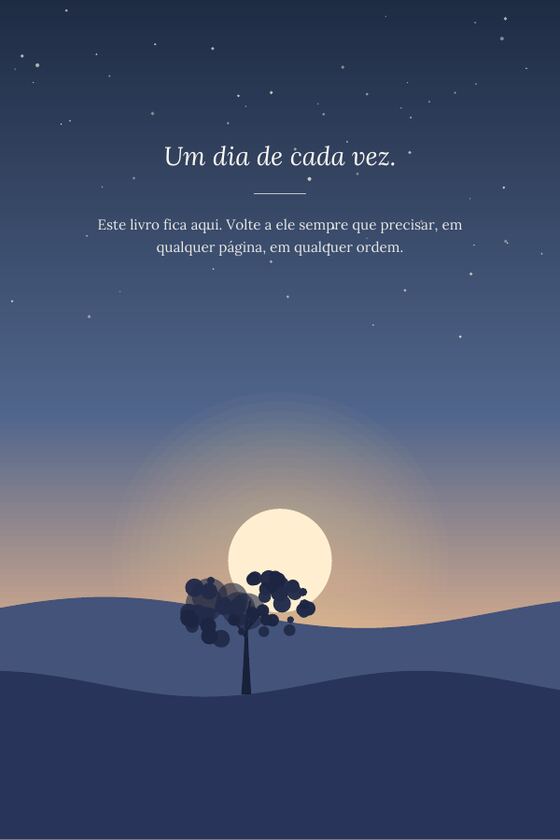 Um dia de cada vez.
Este livro fica aqui. Volte a ele sempre que precisar, em
qualquer página, em qualquer ordem.